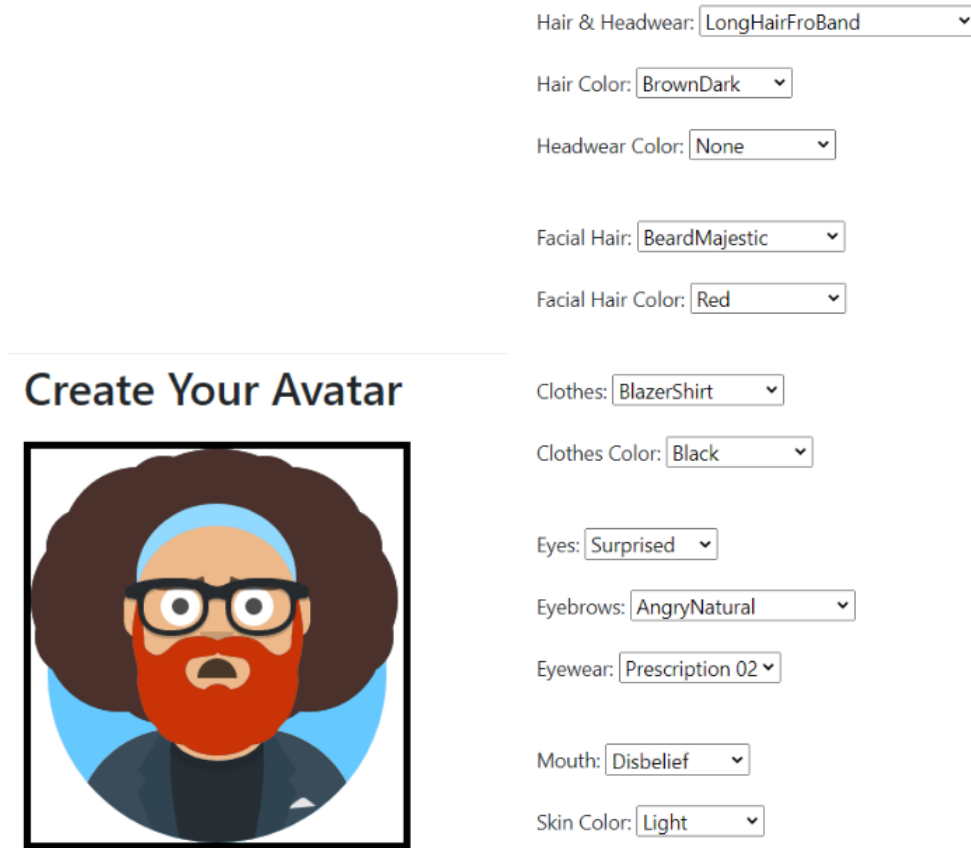 Hair & Headwear: LongHairFroBand
Hair Color: BrownDark
Headwear Color: None
Facial Hair: BeardMajestic
Facial Hair Color: Red
Create Your Avatar
Clothes: BlazerShirt
Clothes Color: Black
Eyes: Surprised
Eyebrows: AngryNatural
Eyewear: Prescription 02
Mouth: Disbelief
Skin Color: Light